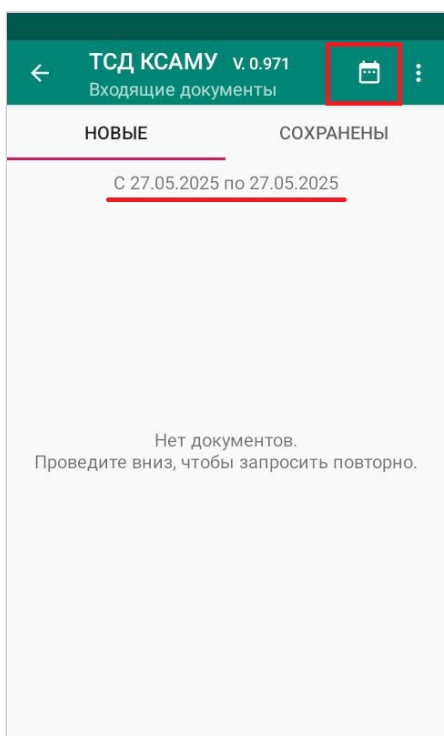 ТСД КСАМУ V. 0.971
Входящие документы
НОВЫЕ СОХРАНЕНЫ
С 27.05.2025 по 27.05.2025
Нет документов.
Проведите вниз, чтобы запросить повторно.